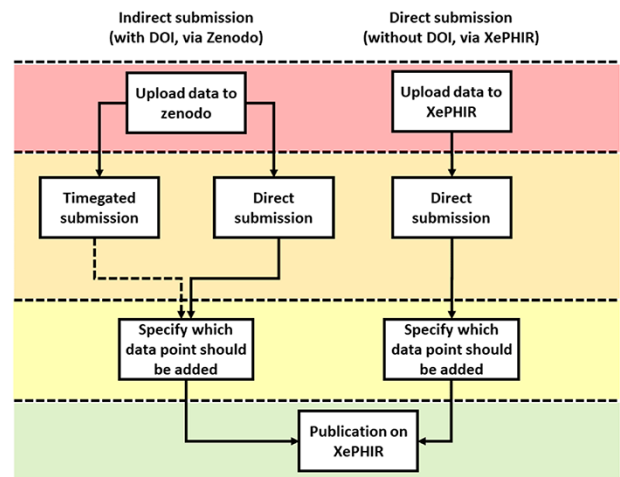 Indirect submission
(with DOI, via Zenodo)
Direct submission
(without DOI, via XePHIR)
Upload data to
zenodo
Upload data to
XePHIR
Timegated
submission
Direct
submission
Direct
submission
Specify which
data point should
be added
Specify which
data point should
be added
Publication on
XePHIR